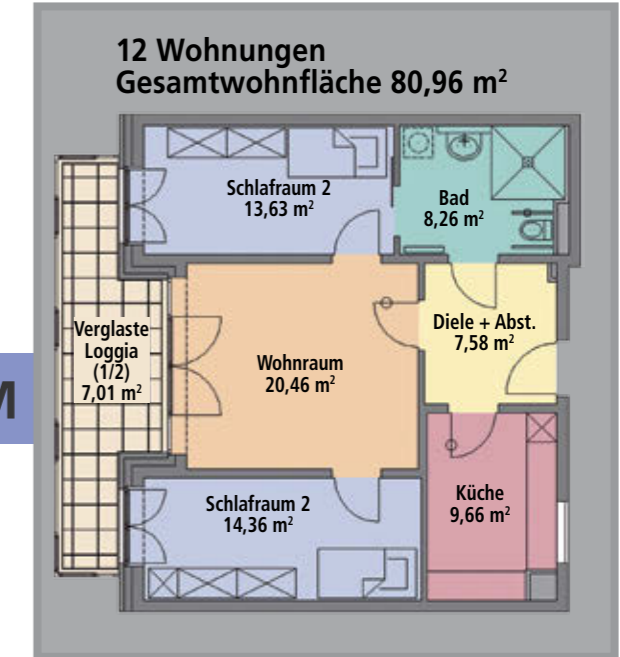 12 Wohnungen
Gesamtwohnfläche 80,96 m²
Schlafraum 2
13,63 m²
Bad
8,26 m²
Verglaste
Loggia
(1/2)
7,01 m²
Wohnraum
20,46 m²
Diele + Abst.
7,58 m²
M
Schlafraum 2
14,36 m²
Küche
9,66 m²